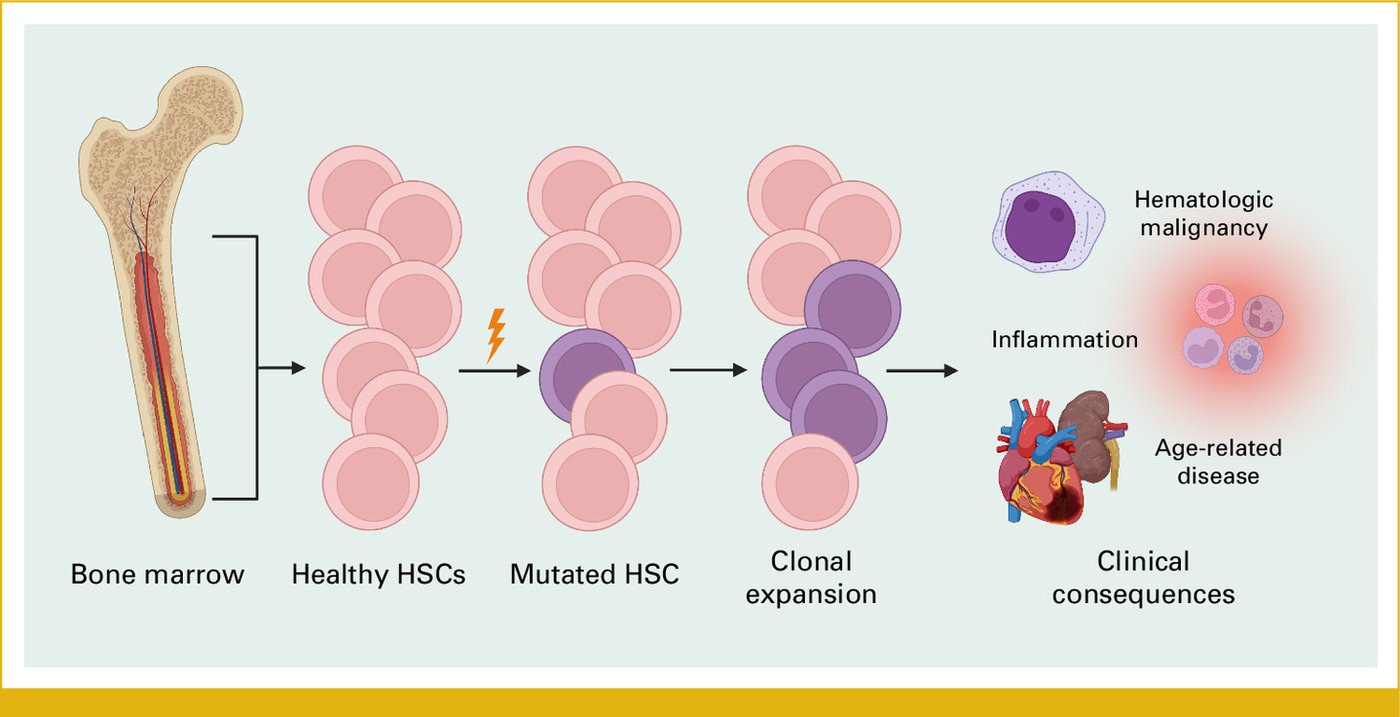 Hematologic
malignancy
Inflammation
Age-related
disease
Bone marrow
Healthy HSCs
Mutated HSC
Clonal
expansion
Clinical
consequences